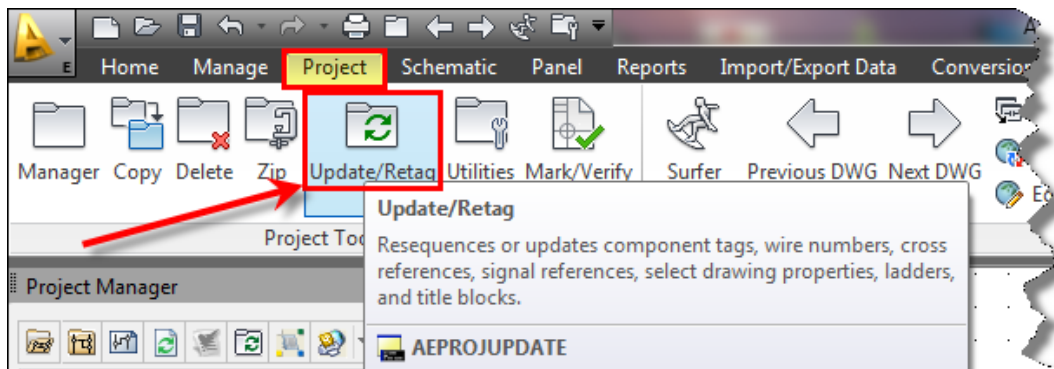 A
E
Home Manage Project Schematic Panel Reports Import/Export Data Conversion
Manager Copy Delete Zip Update/Retag Utilities Mark/Verify Surfer Previous DWG Next DWG
Update/Retag
Resequences or updates component tags, wire numbers, cross
references, signal references, select drawing properties, ladders,
and title blocks.
Project Manager
AEPROJUPDATE